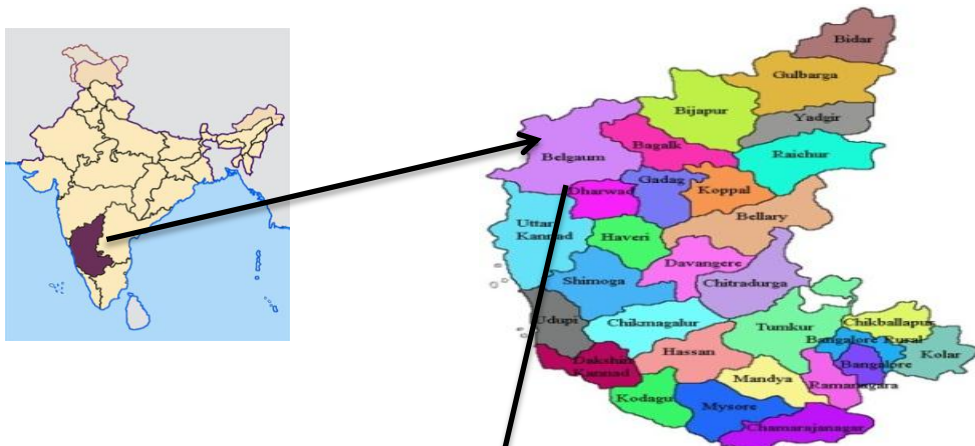 Bidar
Gulbarga
Bijapur
Yadgir
Bagalk
Belgaum
Raichur
Gadag
Dharwad
Koppal
Bellary
Uttar
Kannad
Haveri
Davangere
Shimoga
Chitradurga
Udupi
Chikmagalur
Tumkur
Chikballapur
Bangalore Rural
Kolar
Hassan
Dakshin
Kannad
Bangalore
Mandya
Ramanagara
Kodagu
Mysore
Chamarajanagar